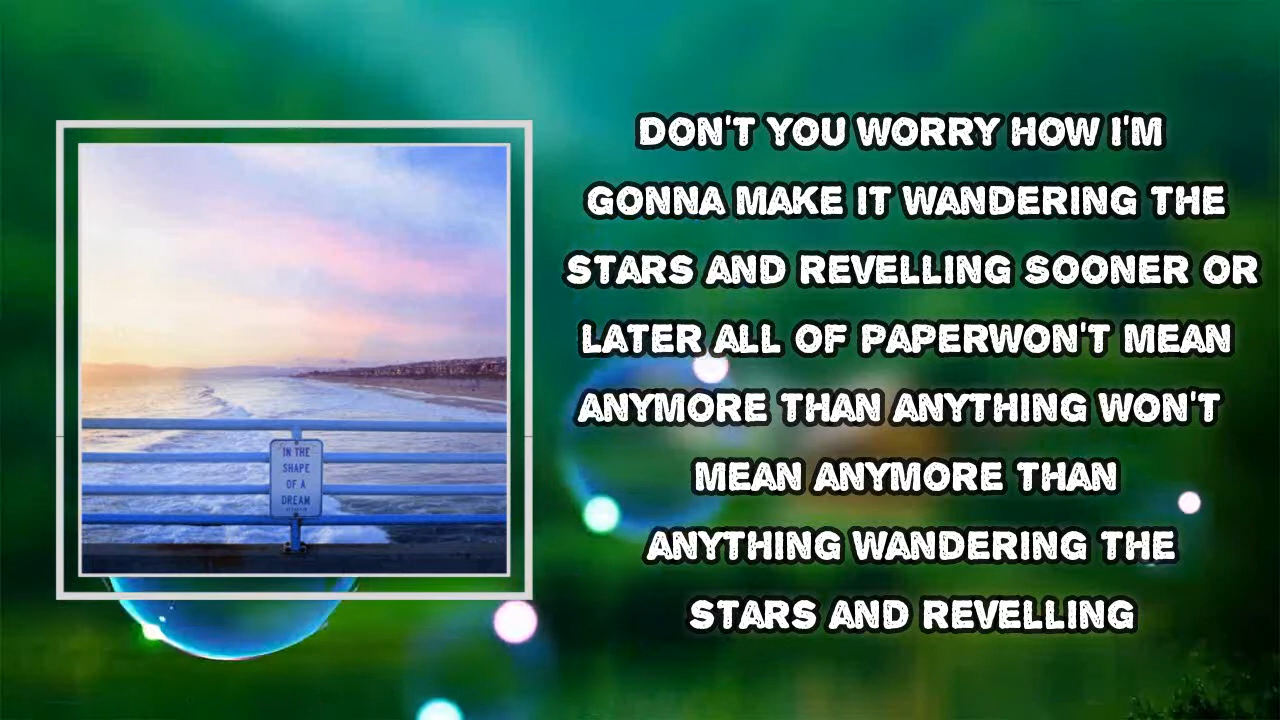 IN THE
SHAPE
OF A
DREAM
DON'T YOU WORRY HOW I'M
GONNA MAKE IT WANDERING THE
STARS AND REVELLING SOONER OR
LATER ALL OF PAPERWON'T MEAN
ANYMORE THAN ANYTHING WON'T
MEAN ANYMORE THAN
ANYTHING WANDERING THE
STARS AND REVELLING